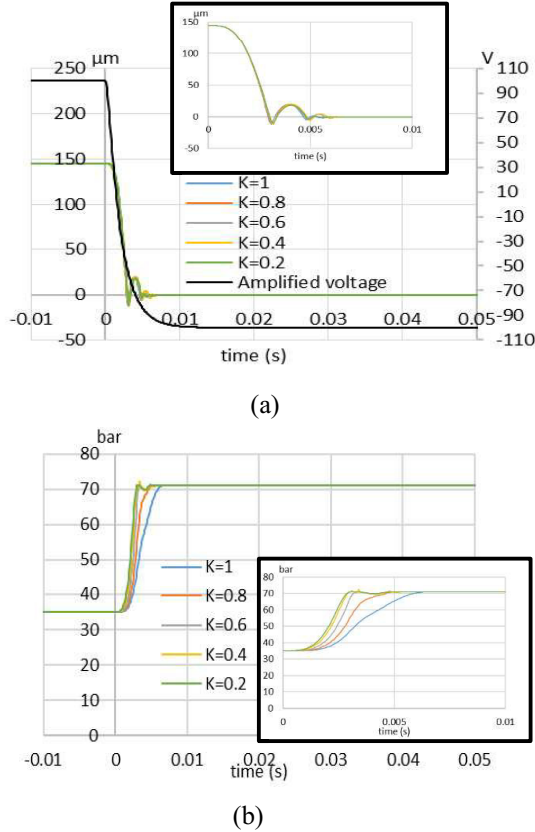 μm
150
100
50
0
-50
0
0.005
0.01
time (s)
μm
V
250
200
150
100
50
0
-50
110
90
70
50
30
10
-10
-30
-50
-70
-90
-110
K=1
K=0.8
K=0.6
K=0.4
K=0.2
Amplified voltage
-0.01
0
0.01
0.02
0.03
0.04
0.05
time (s)
(a)
bar
80
70
60
50
40
30
20
10
0
K=1
K=0.8
K=0.6
K=0.4
K=0.2
bar
80
70
60
50
40
30
20
10
0
0
0.005
0.01
time (s)
-0.01
0
0.01
0.02
0.03
0.04
0.05
time (s)
(b)